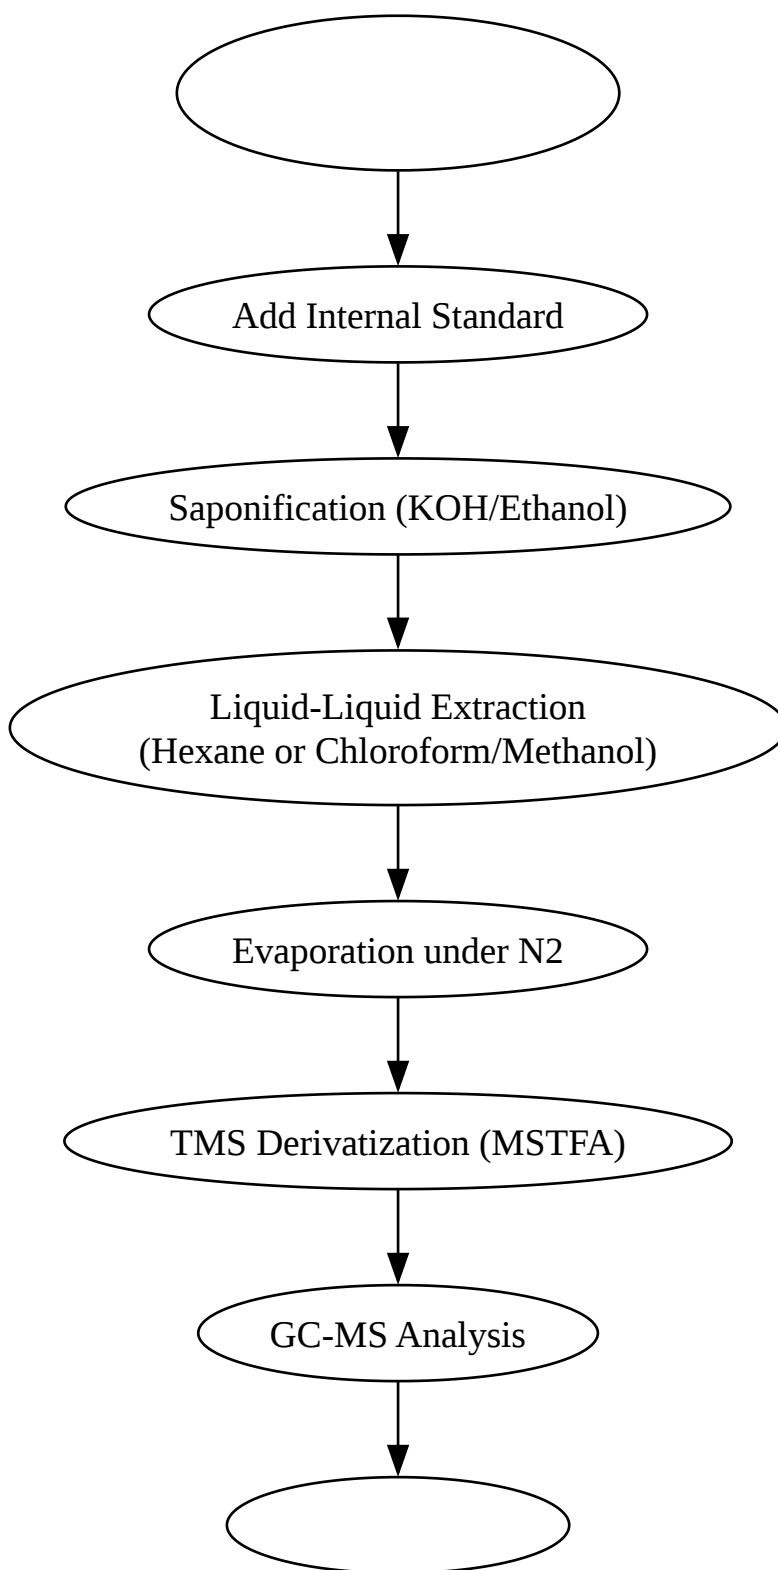 Add Internal Standard
Saponification (KOH/Ethanol)
Liquid-Liquid Extraction
(Hexane or Chloroform/Methanol)
Evaporation under N2
TMS Derivatization (MSTFA)
GC-MS Analysis